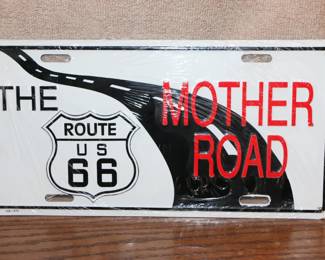 THE
ROUTE
US
66
MOTHER
ROAD